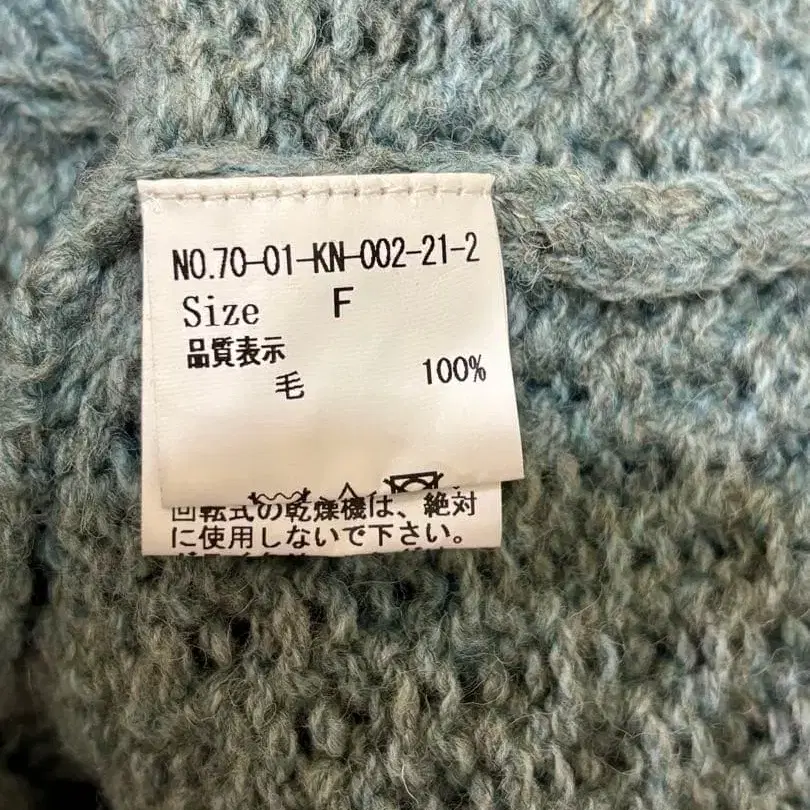 NO.70-01-KN-002-21-2
Size F
品質表示
毛 100%
回転式の乾燥機は、絶対
に使用しないで下さい。